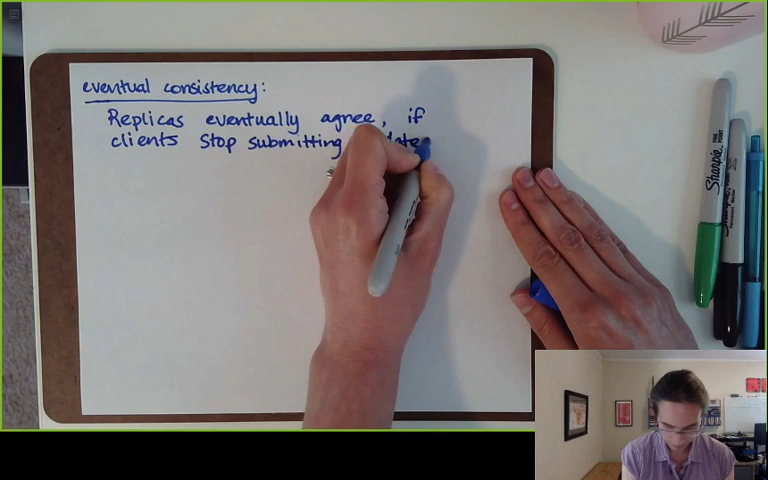 eventual consistency:
Replicas eventually agree, if
clients stop submitting
Sharpie